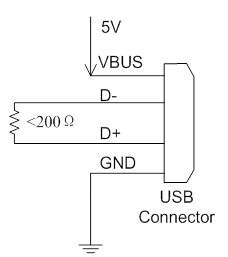 5V
VBUS
D-
<200 Ω
D+
GND
USB
Connector